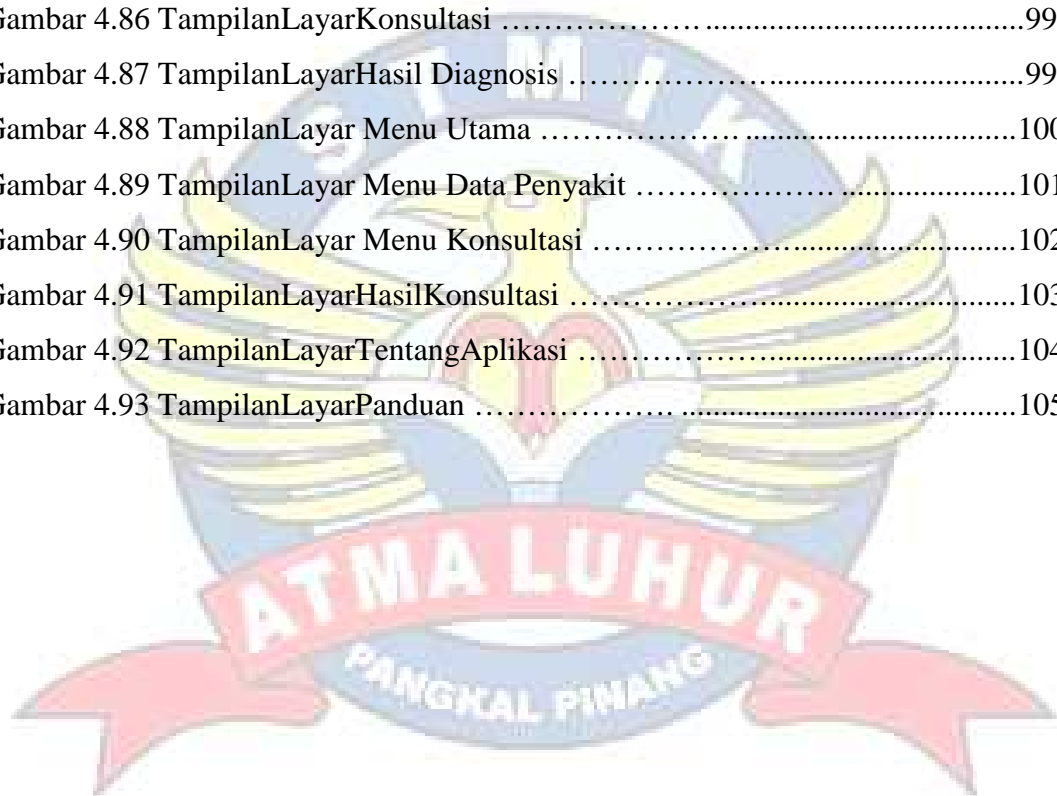 Gambar 4.86 TampilanLayarKonsultasi ………………. ...............................................99
Gambar 4.87 TampilanLayarHasil Diagnosis ………………..........................................99
Gambar 4.88 TampilanLayar Menu Utama ………………. .........................................100
Gambar 4.89 TampilanLayar Menu Data Penyakit ………………. ...........................101
Gambar 4.90 TampilanLayar Menu Konsultasi ………………....................................102
Gambar 4.91 TampilanLayarHasilKonsultasi ………………......................................103
Gambar 4.92 TampilanLayarTentangAplikasi ………………......................................104
Gambar 4.93 TampilanLayarPanduan ………………. .................................................105
STMIK
ATMA LUHUR
PANGKAL PINANG